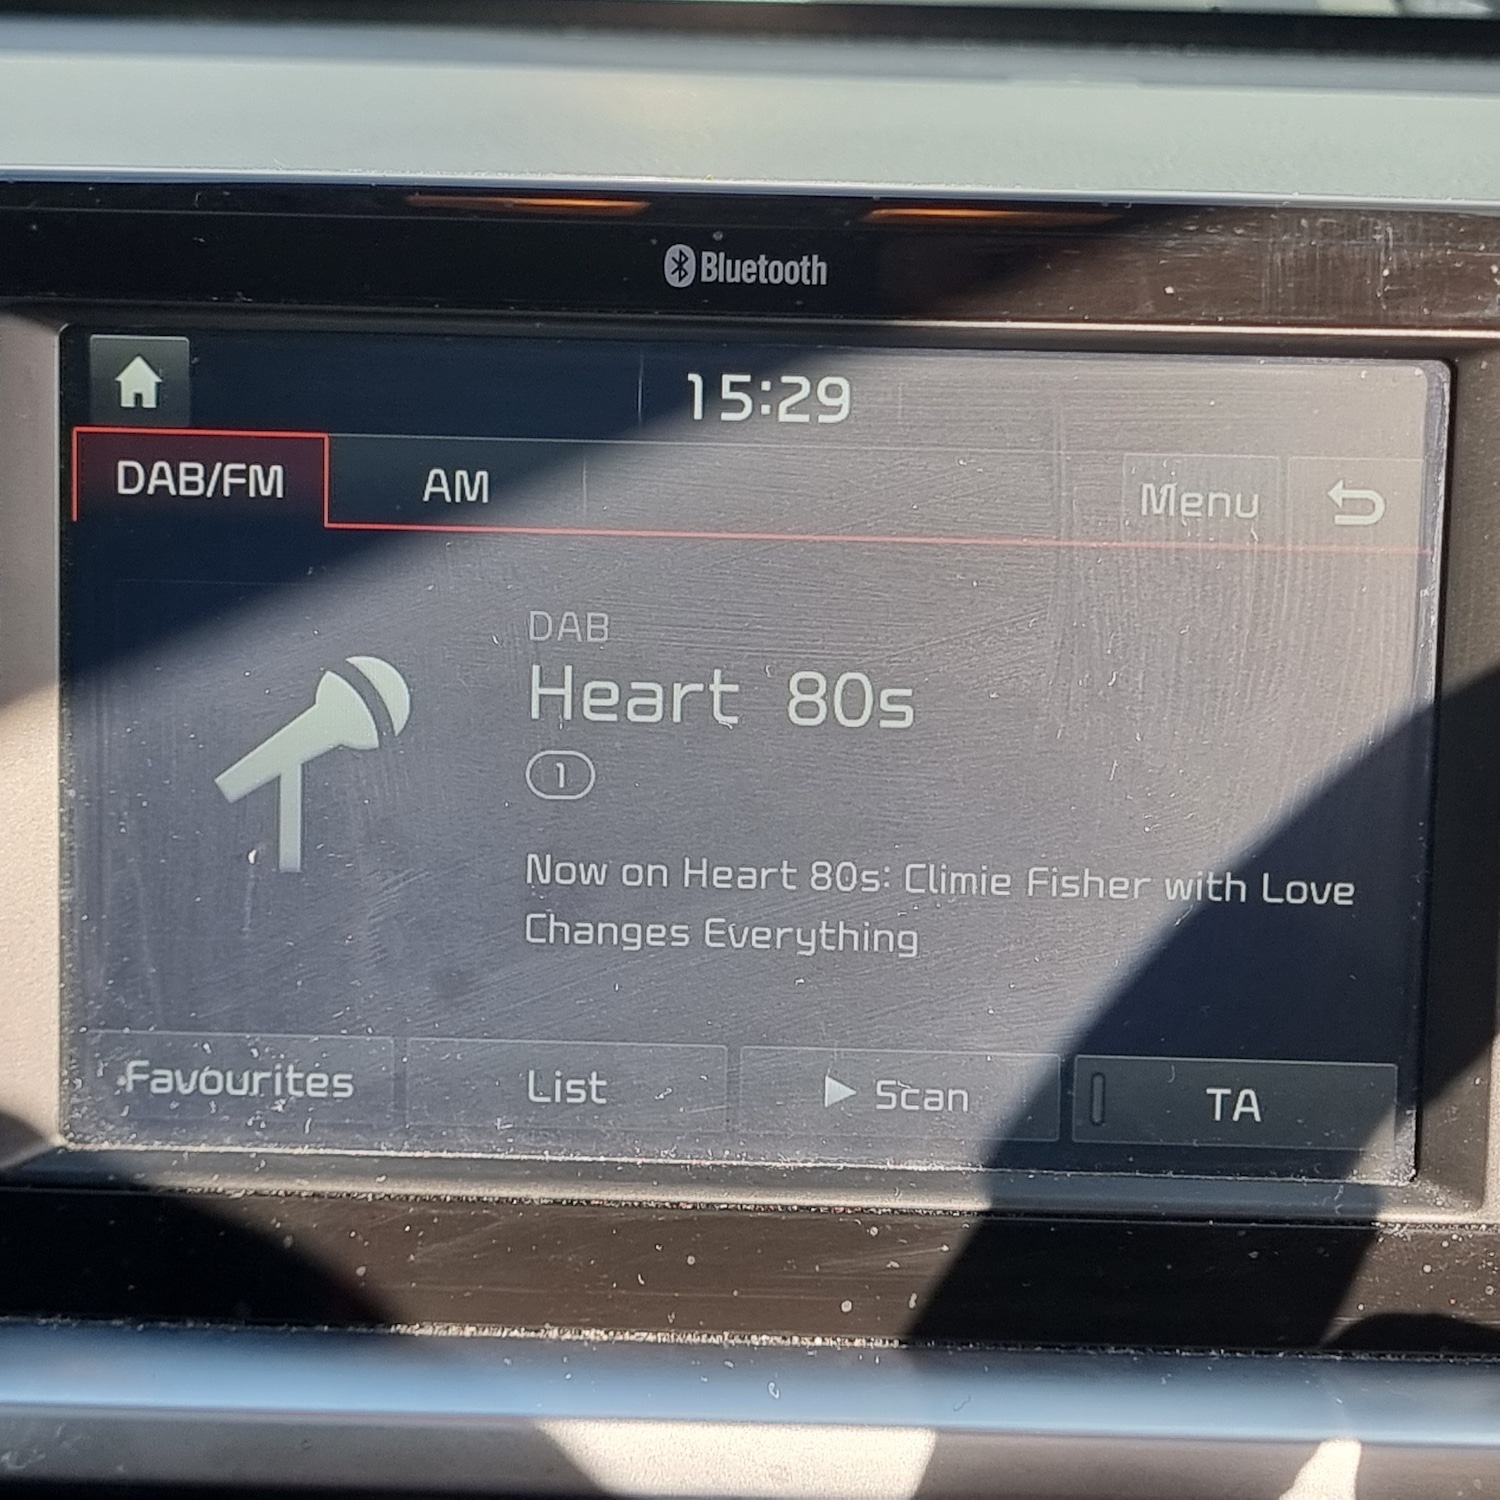 Bluetooth
15:29
DAB/FM AM Menu
DAB
Heart 80s
1
Now on Heart 80s: Climie Fisher with Love
Changes Everything
Favourites List Scan TA